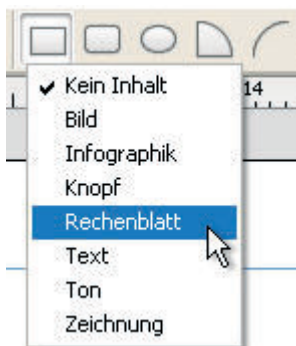 14
Kein Inhalt
Bild
Infographik
Knopf
Rechenblatt
Text
Ton
Zeichnung